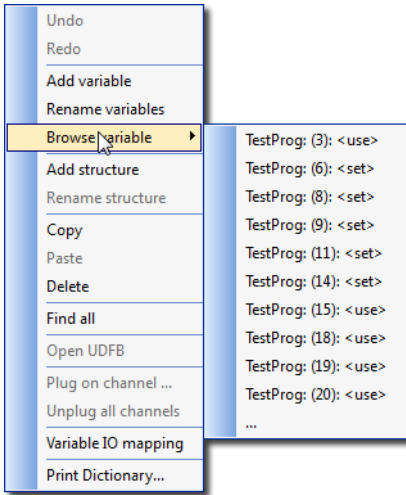 Undo
Redo
Add variable
Rename variables
Browse variable
Add structure
Rename structure
Copy
Paste
Delete
Find all
Open UDFB
Plug on channel ...
Unplug all channels
Variable IO mapping
Print Dictionary...
TestProg: (3): <use>
TestProg: (6): <set>
TestProg: (8): <set>
TestProg: (9): <set>
TestProg: (11): <set>
TestProg: (14): <set>
TestProg: (15): <use>
TestProg: (18): <use>
TestProg: (19): <use>
TestProg: (20): <use>
...